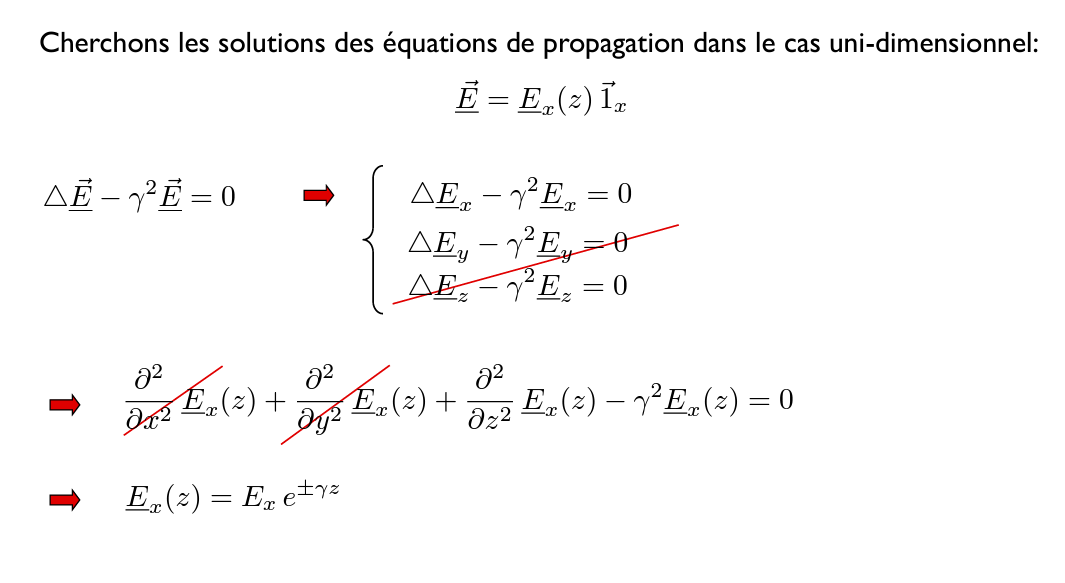 Cherchons les solutions des équations de propagation dans le cas uni-dimensionnel:
$\underline{\vec{E}} = \underline{E}_x(z)\,\vec{1}_x$
$\triangle\underline{\vec{E}} - \gamma^2\underline{\vec{E}} = 0$
$\triangle\underline{E}_x - \gamma^2\underline{E}_x = 0$
$\triangle\underline{E}_y - \gamma^2\underline{E}_y = 0$
$\triangle\underline{E}_z - \gamma^2\underline{E}_z = 0$
$\frac{\partial^2}{\partial x^2}\underline{E}_x(z) + \frac{\partial^2}{\partial y^2}\underline{E}_x(z) + \frac{\partial^2}{\partial z^2}\underline{E}_x(z) - \gamma^2\underline{E}_x(z) = 0$
$\underline{E}_x(z) = E_x\,e^{\pm\gamma z}$